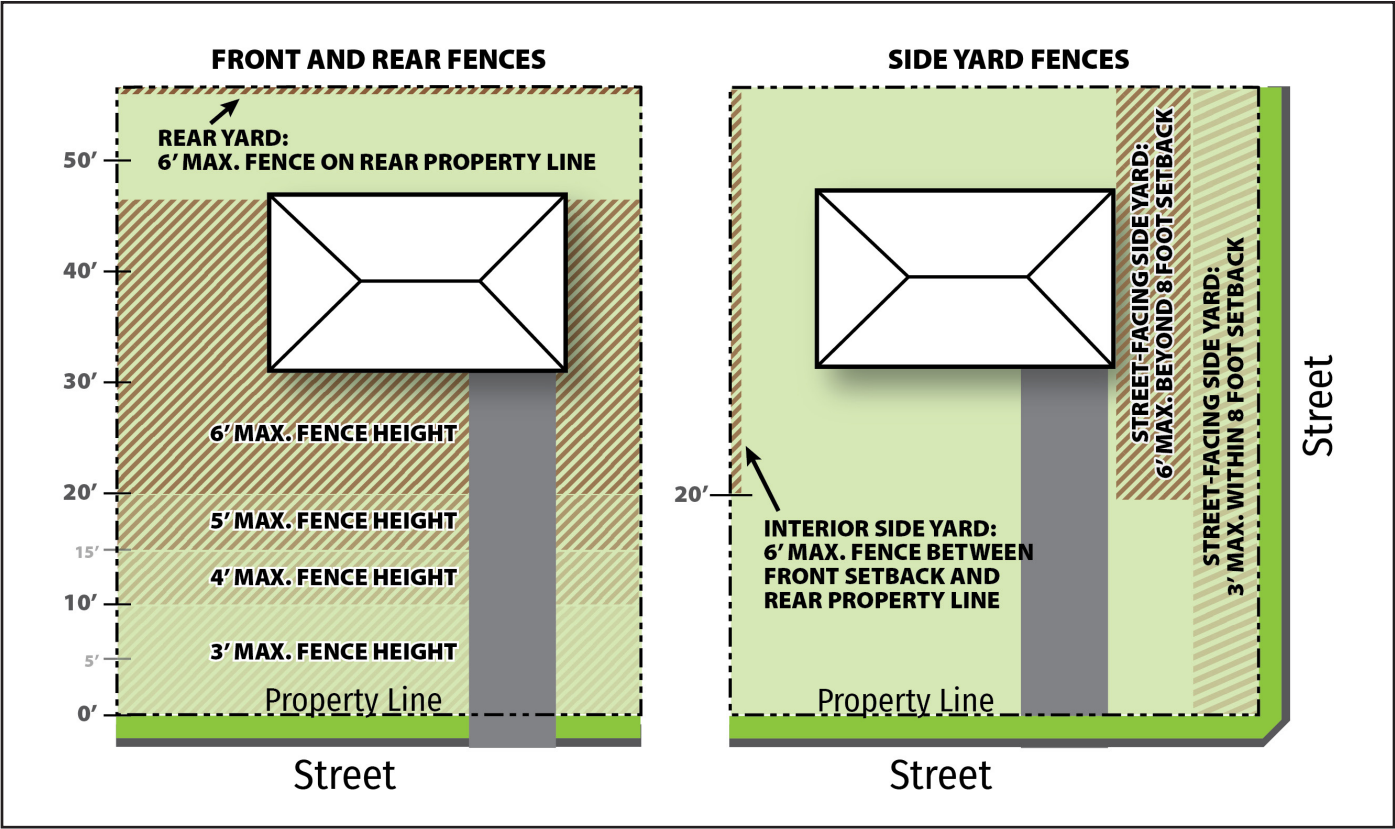 FRONT AND REAR FENCES
REAR YARD:
6’ MAX. FENCE ON REAR PROPERTY LINE
50’
40’
30’
6’ MAX. FENCE HEIGHT
20’
5’ MAX. FENCE HEIGHT
15’
4’ MAX. FENCE HEIGHT
10’
3’ MAX. FENCE HEIGHT
5’
Property Line
0’
Street
SIDE YARD FENCES
STREET-FACING SIDE YARD:
6’ MAX. BEYOND 8 FOOT SETBACK
STREET-FACING SIDE YARD:
3’ MAX. WITHIN 8 FOOT SETBACK
Street
20’
INTERIOR SIDE YARD:
6’ MAX. FENCE BETWEEN
FRONT SETBACK AND
REAR PROPERTY LINE
Property Line
Street